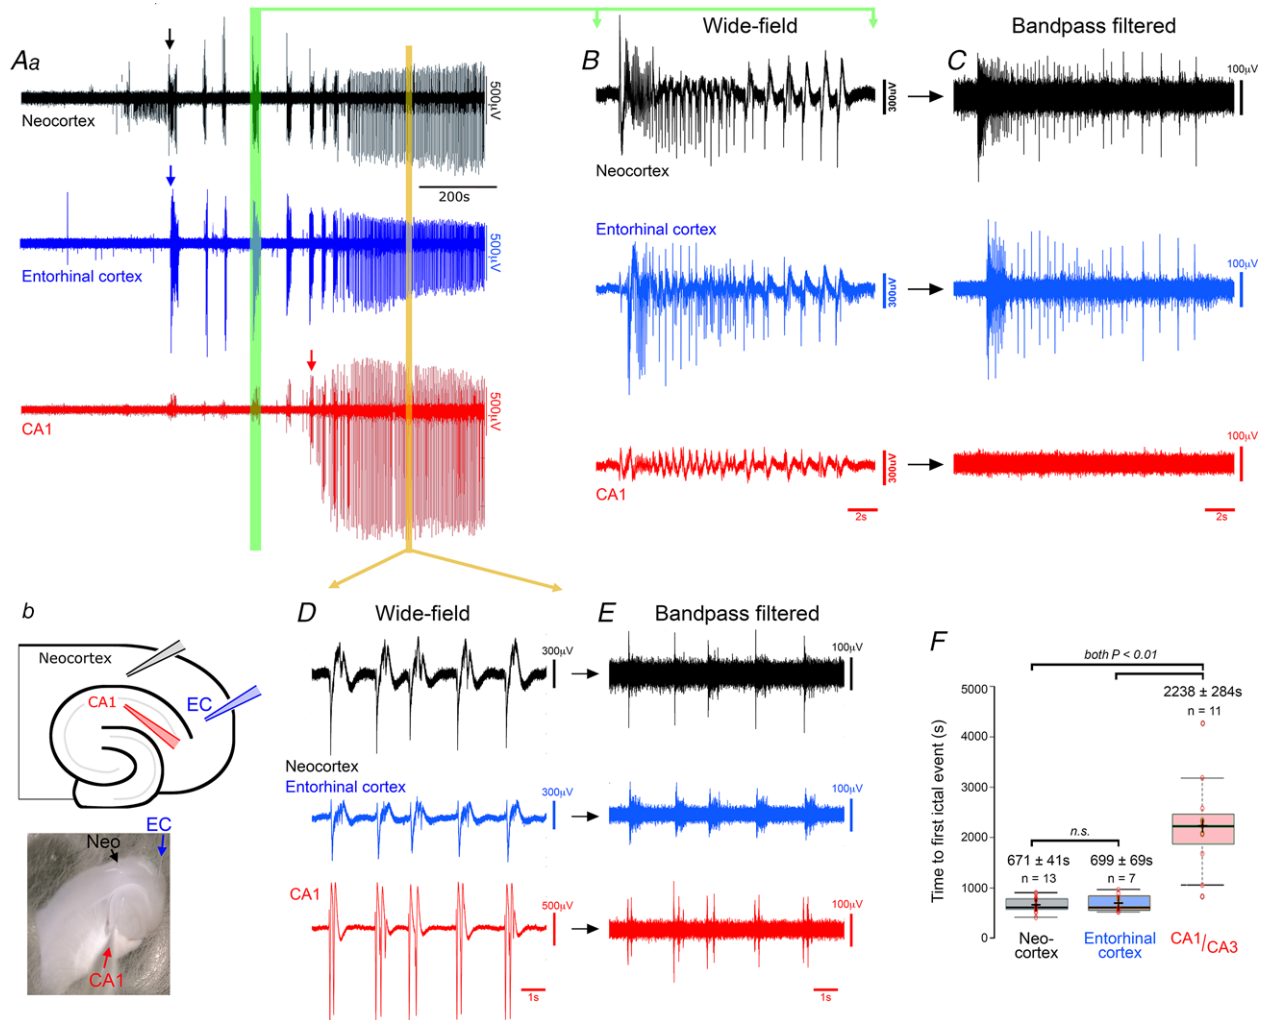 Aa
500µV
Neocortex
200s
500µV
Entorhinal cortex
500µV
CA1
B
Wide-field
300uV
Neocortex
Entorhinal cortex
300uV
300uV
CA1
2s
C
Bandpass filtered
100µV
100µV
100µV
2s
b
Neocortex
CA1
EC
EC
Neo
CA1
D
Wide-field
300µV
Neocortex
Entorhinal cortex
300µV
CA1
500µV
1s
E
Bandpass filtered
100µV
100µV
100µV
1s
F
both P < 0.01
2238 ± 284s
n = 11
n.s.
671 ± 41s
699 ± 69s
n = 13
n = 7
Time to first ictal event (s)
5000
4000
3000
2000
1000
0
Neo-
cortex
Entorhinal
cortex
CA1/CA3